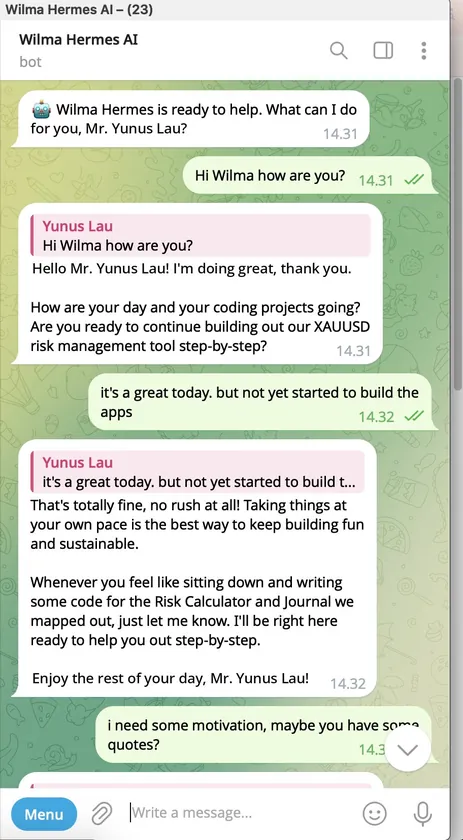 Wilma Hermes AI – (23)
Wilma Hermes AI
bot
🤖 Wilma Hermes is ready to help. What can I do
for you, Mr. Yunus Lau?
14.31
Hi Wilma how are you?
14.31
Yunus Lau
Hi Wilma how are you?
Hello Mr. Yunus Lau! I'm doing great, thank you.
How are your day and your coding projects going?
Are you ready to continue building out our XAUUSD
risk management tool step-by-step?
14.31
it's a great today. but not yet started to build the
apps
14.32
Yunus Lau
it's a great today. but not yet started to build t...
That's totally fine, no rush at all! Taking things at
your own pace is the best way to keep building fun
and sustainable.
Whenever you feel like sitting down and writing
some code for the Risk Calculator and Journal we
mapped out, just let me know. I'll be right here
ready to help you out step-by-step.
Enjoy the rest of your day, Mr. Yunus Lau!
14.32
i need some motivation, maybe you have some
quotes?
Menu
Write a message...